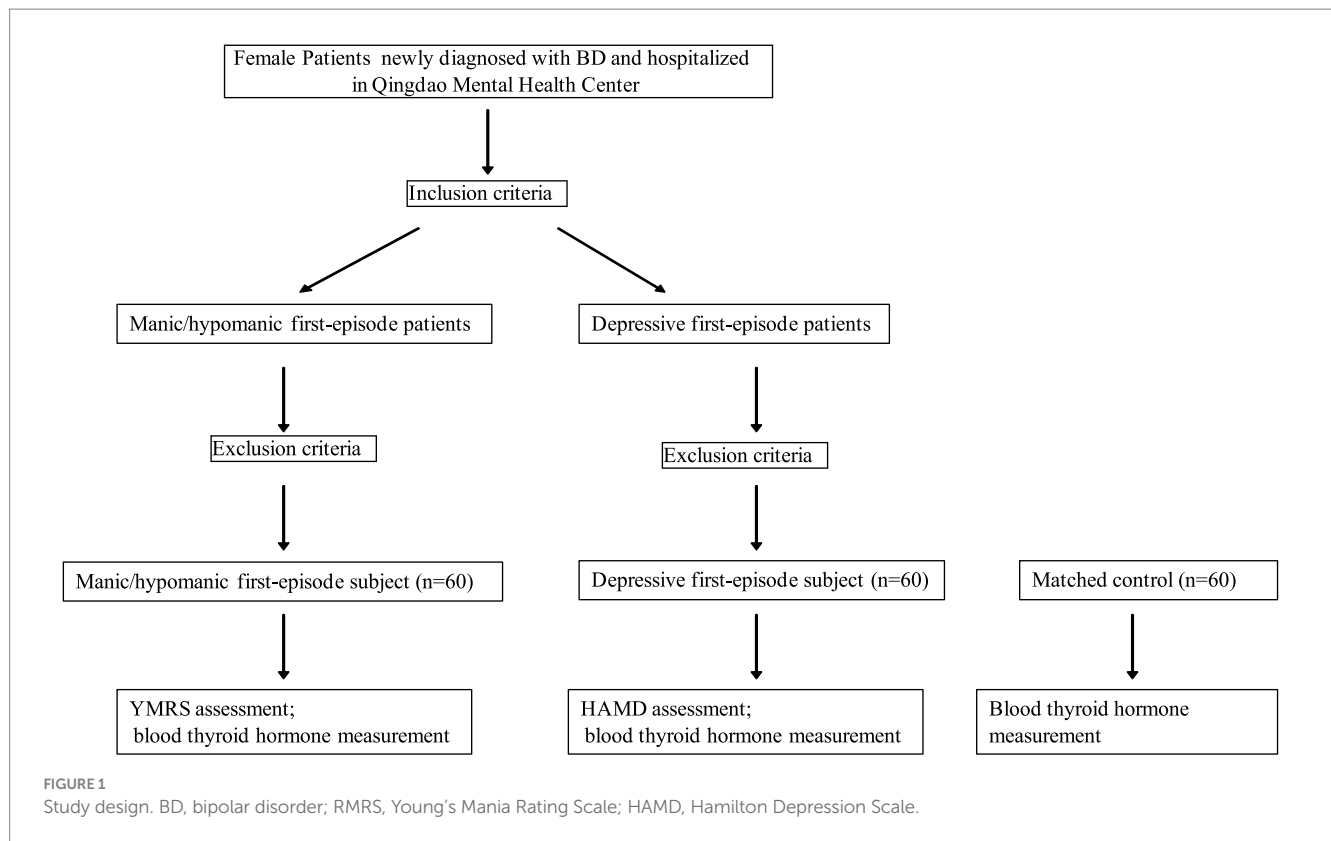 Female Patients newly diagnosed with BD and hospitalized
in Qingdao Mental Health Center
Inclusion criteria
Manic/hypomanic first-episode patients
Depressive first-episode patients
Exclusion criteria
Exclusion criteria
Manic/hypomanic first-episode subject (n=60)
Depressive first-episode subject (n=60)
Matched control (n=60)
YMRS assessment;
blood thyroid hormone measurement
HAMD assessment;
blood thyroid hormone measurement
Blood thyroid hormone
measurement
FIGURE 1
Study design. BD, bipolar disorder; RMRS, Young's Mania Rating Scale; HAMD, Hamilton Depression Scale.